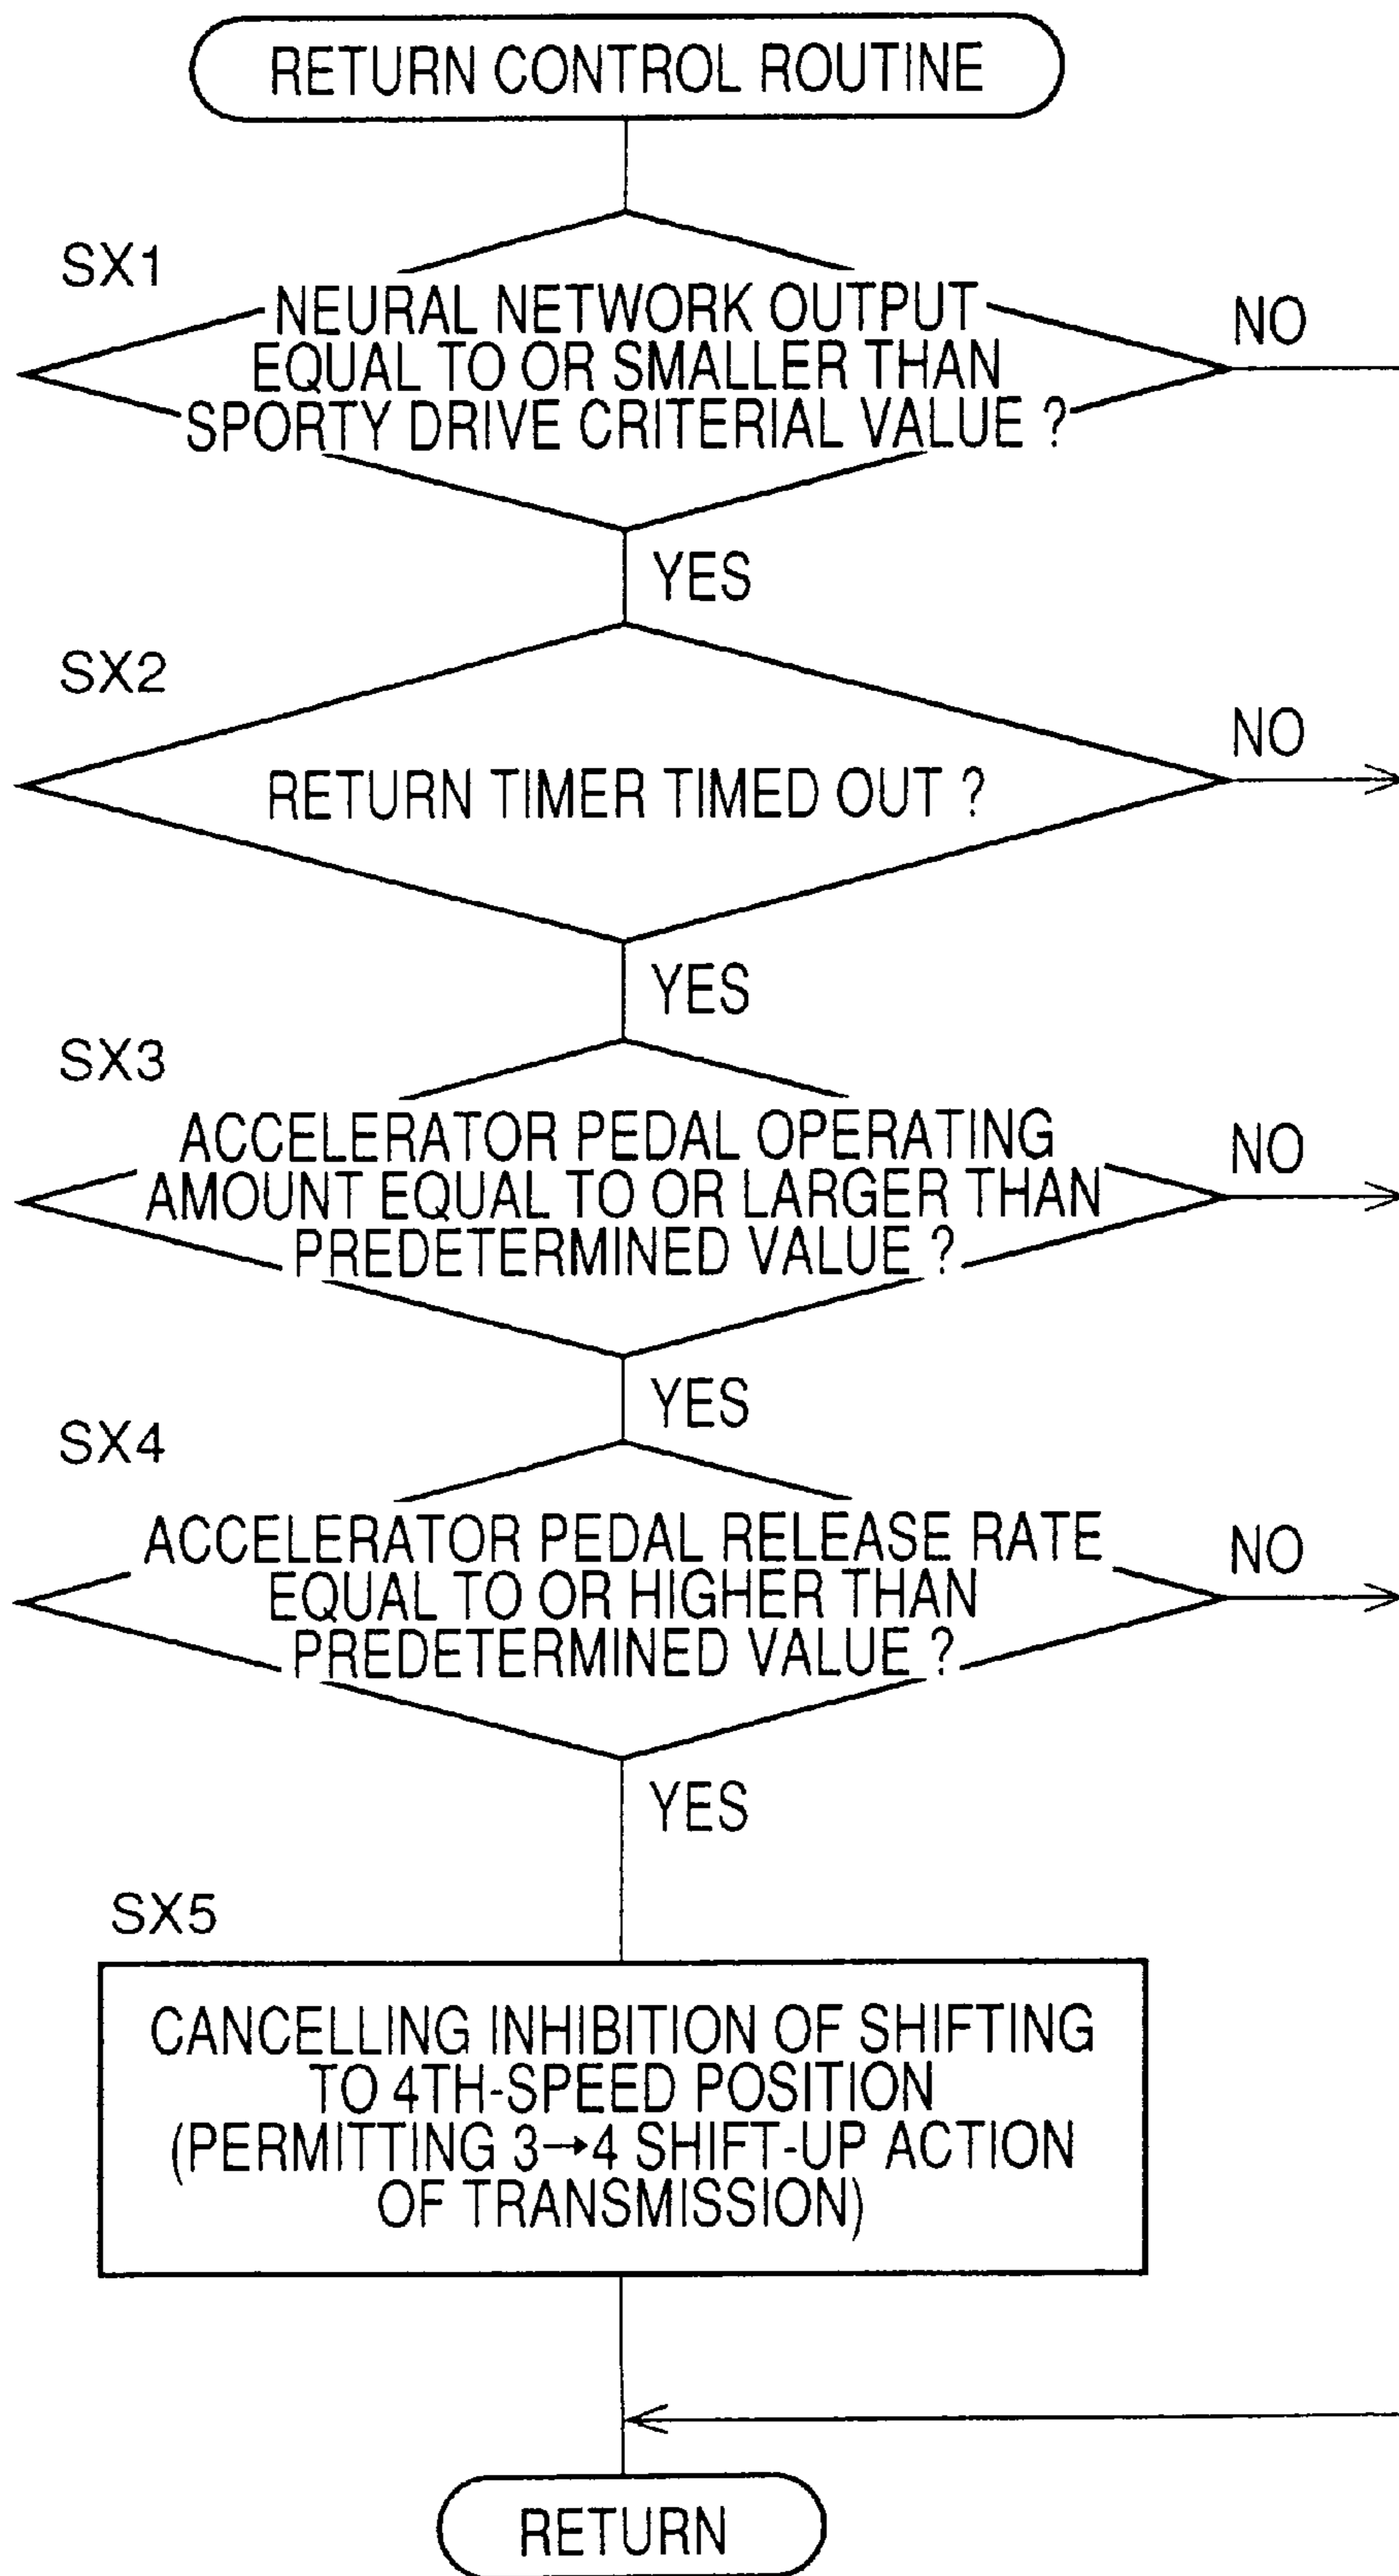 RETURN CONTROL ROUTINE
SX1
NEURAL NETWORK OUTPUT
EQUAL TO OR SMALLER THAN
SPORTY DRIVE CRITERIAL VALUE ?
NO
YES
SX2
RETURN TIMER TIMED OUT ?
NO
YES
SX3
ACCELERATOR PEDAL OPERATING
AMOUNT EQUAL TO OR LARGER THAN
PREDETERMINED VALUE ?
NO
YES
SX4
ACCELERATOR PEDAL RELEASE RATE
EQUAL TO OR HIGHER THAN
PREDETERMINED VALUE ?
NO
YES
SX5
CANCELLING INHIBITION OF SHIFTING
TO 4TH-SPEED POSITION
(PERMITTING 3→4 SHIFT-UP ACTION
OF TRANSMISSION)
RETURN